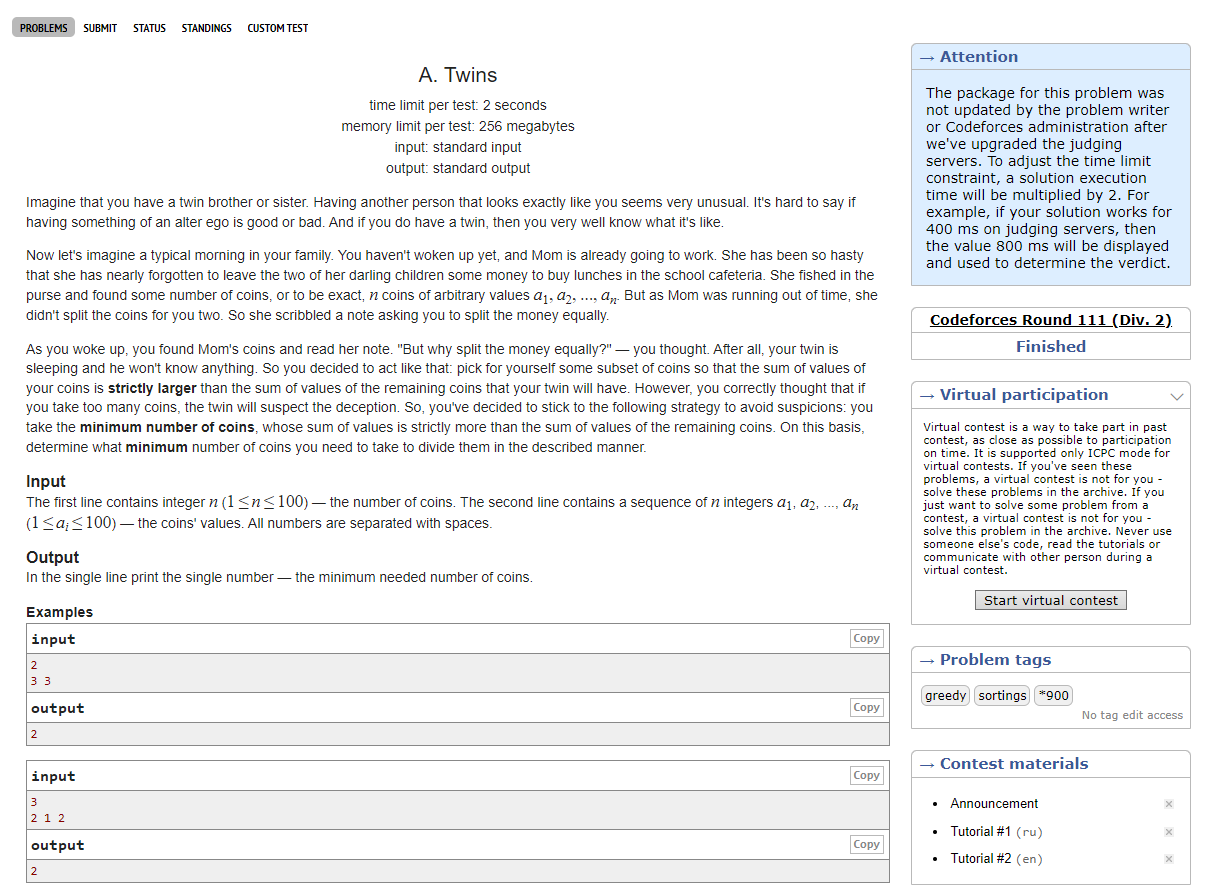 PROBLEMS SUBMIT STATUS STANDINGS CUSTOM TEST
A. Twins
time limit per test: 2 seconds
memory limit per test: 256 megabytes
input: standard input
output: standard output
Imagine that you have a twin brother or sister. Having another person that looks exactly like you seems very unusual. It's hard to say if
having something of an alter ego is good or bad. And if you do have a twin, then you very well know what it's like.
Now let's imagine a typical morning in your family. You haven't woken up yet, and Mom is already going to work. She has been so hasty
that she has nearly forgotten to leave the two of her darling children some money to buy lunches in the school cafeteria. She fished in the
purse and found some number of coins, or to be exact, n coins of arbitrary values a1, a2, ..., an. But as Mom was running out of time, she
didn't split the coins for you two. So she scribbled a note asking you to split the money equally.
As you woke up, you found Mom's coins and read her note. "But why split the money equally?" — you thought. After all, your twin is
sleeping and he won't know anything. So you decided to act like that: pick for yourself some subset of coins so that the sum of values of
your coins is strictly larger than the sum of values of the remaining coins that your twin will have. However, you correctly thought that if
you take too many coins, the twin will suspect the deception. So, you've decided to stick to the following strategy to avoid suspicions: you
take the minimum number of coins, whose sum of values is strictly more than the sum of values of the remaining coins. On this basis,
determine what minimum number of coins you need to take to divide them in the described manner.
Input
The first line contains integer n (1 ≤ n ≤ 100) — the number of coins. The second line contains a sequence of n integers a1, a2, ..., an
(1 ≤ ai ≤ 100) — the coins' values. All numbers are separated with spaces.
Output
In the single line print the single number — the minimum needed number of coins.
Examples
input Copy
2
3 3
output Copy
2
input Copy
3
2 1 2
output Copy
2
→ Attention
The package for this problem was
not updated by the problem writer
or Codeforces administration after
we've upgraded the judging
servers. To adjust the time limit
constraint, a solution execution
time will be multiplied by 2. For
example, if your solution works for
400 ms on judging servers, then
the value 800 ms will be displayed
and used to determine the verdict.
Codeforces Round 111 (Div. 2)
Finished
→ Virtual participation
Virtual contest is a way to take part in past
contest, as close as possible to participation
on time. It is supported only ICPC mode for
virtual contests. If you've seen these
problems, a virtual contest is not for you -
solve these problems in the archive. If you
just want to solve some problem from a
contest, a virtual contest is not for you -
solve this problem in the archive. Never use
someone else's code, read the tutorials or
communicate with other person during a
virtual contest.
Start virtual contest
→ Problem tags
greedy sortings *900
No tag edit access
→ Contest materials
• Announcement
• Tutorial #1 (ru)
• Tutorial #2 (en)